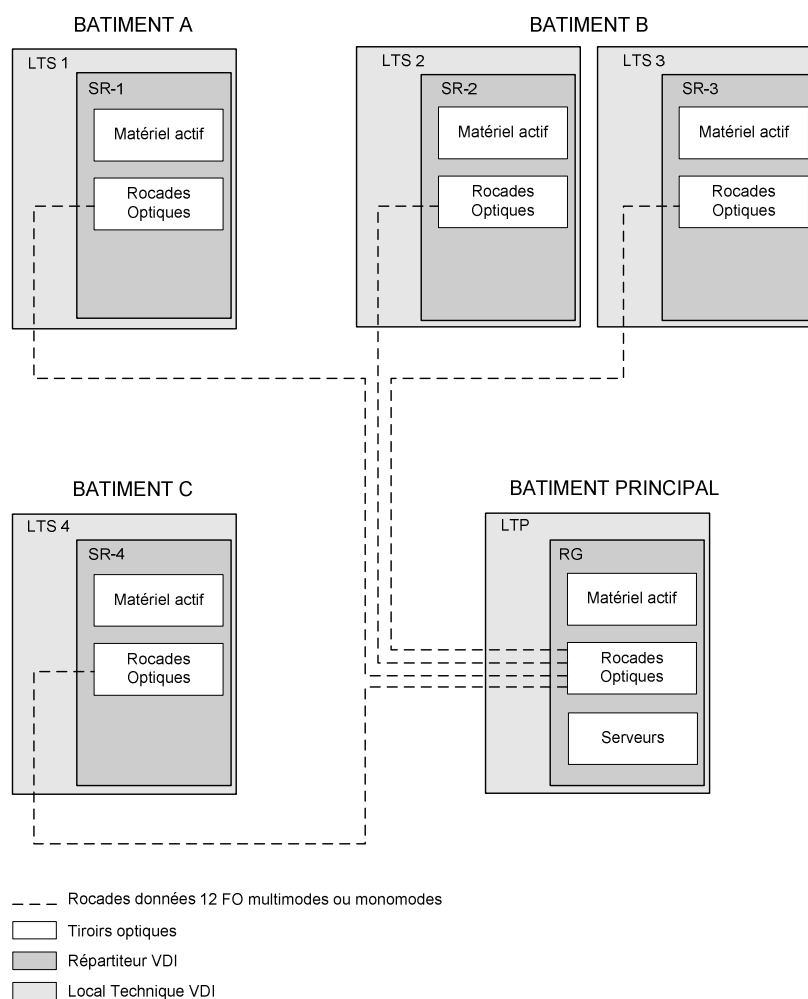 BATIMENT A
BATIMENT B
LTS 1
SR-1
Matériel actif
Rocades
Optiques
LTS 2
SR-2
Matériel actif
Rocades
Optiques
LTS 3
SR-3
Matériel actif
Rocades
Optiques
BATIMENT C
BATIMENT PRINCIPAL
LTS 4
SR-4
Matériel actif
Rocades
Optiques
LTP
RG
Matériel actif
Rocades
Optiques
Serveurs
Rocades données 12 FO multimodes ou monomodes
Tiroirs optiques
Répartiteur VDI
Local Technique VDI